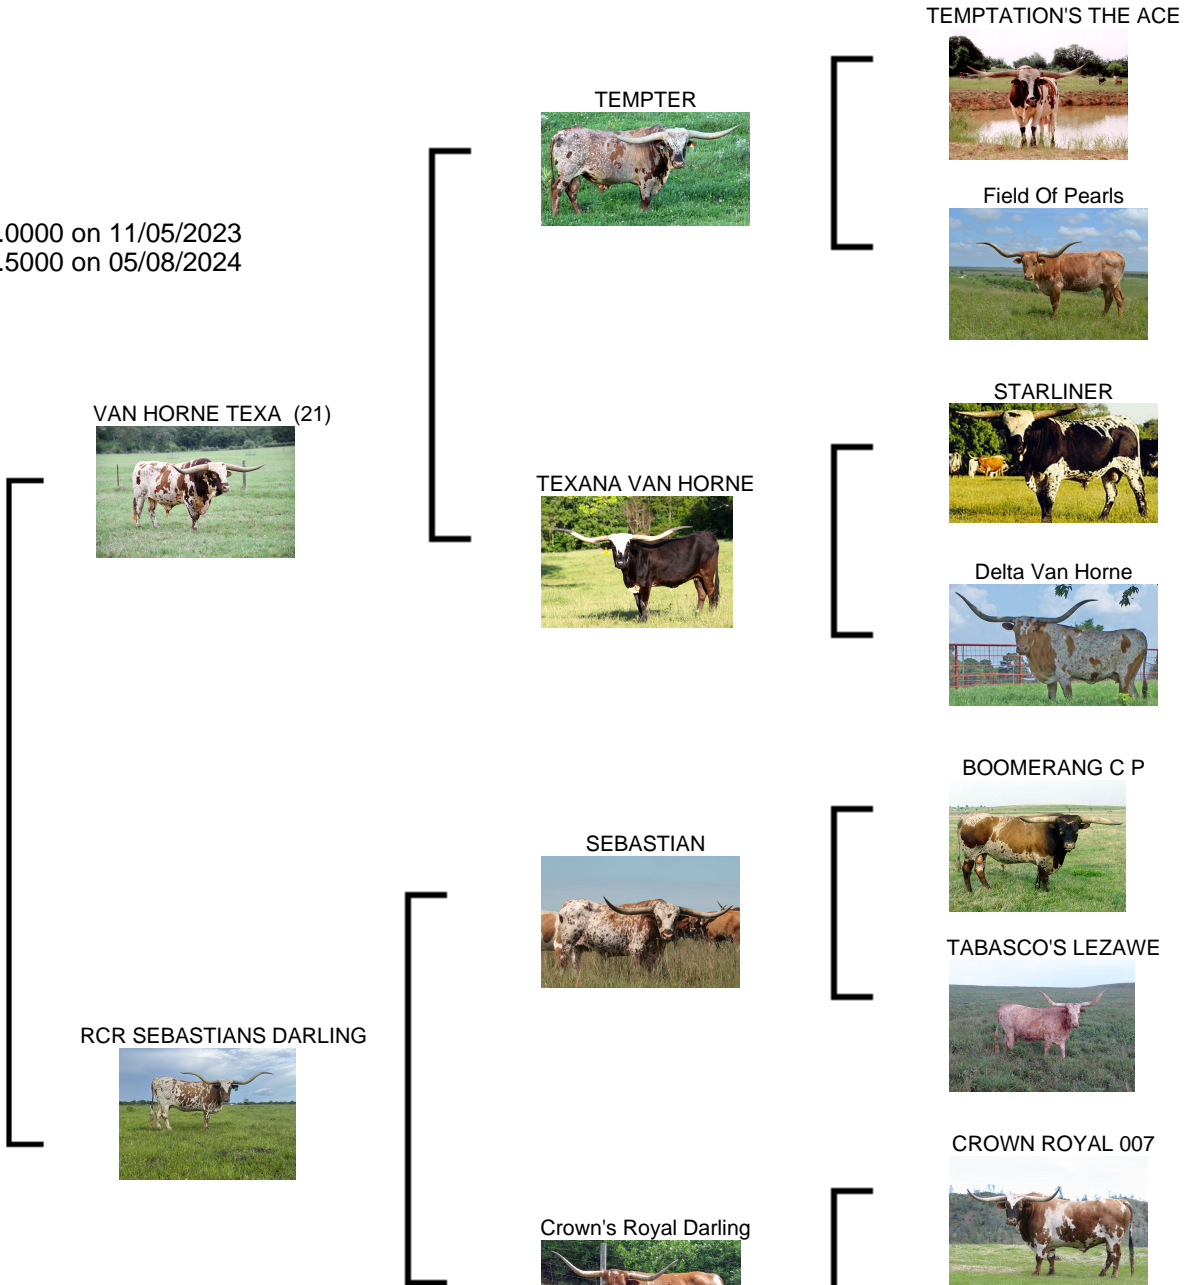 TEMPTATION'S THE ACE
TEMPTER
Field Of Pearls
.0000 on 11/05/2023
.5000 on 05/08/2024
STARLINER
VAN HORNE TEXA (21)
TEXANA VAN HORNE
Delta Van Horne
BOOMERANG C P
SEBASTIAN
TABASCO'S LEZAWE
RCR SEBASTIANS DARLING
CROWN ROYAL 007
Crown's Royal Darling